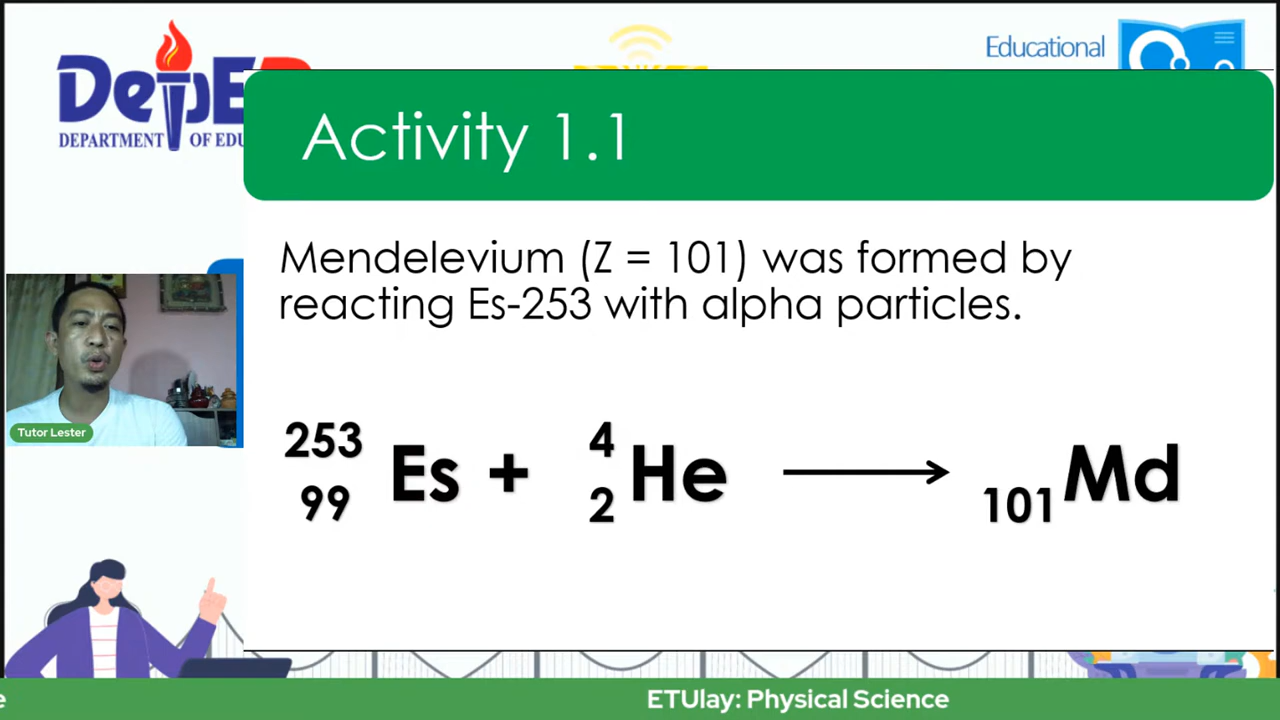 DepED
DEPARTMENT OF EDU
Educational
Activity 1.1
Mendelevium (Z = 101) was formed by
reacting Es-253 with alpha particles.
253 4
Es + He → Md
99 2 101
Tutor Lester
e ETUlay: Physical Science